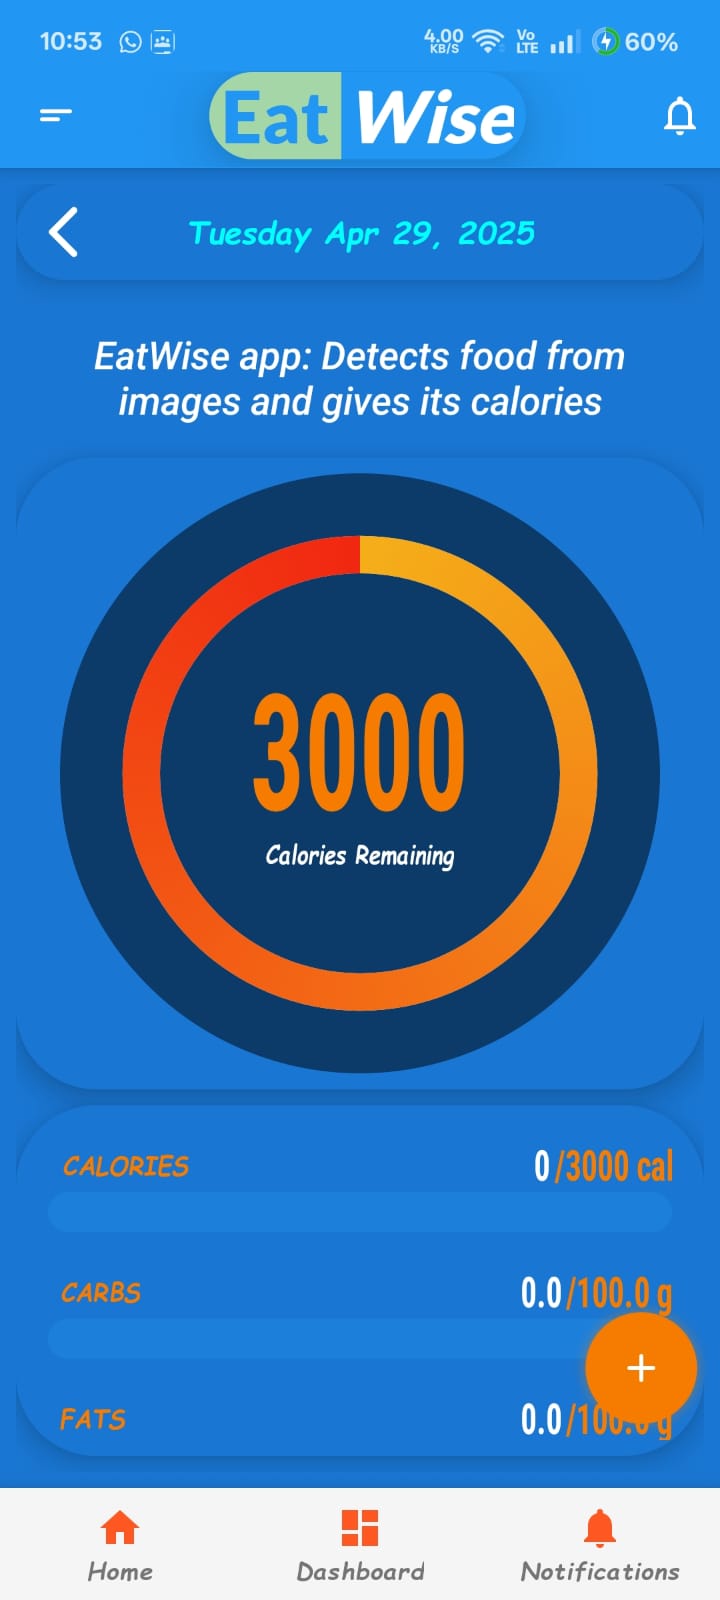 10:53
4.00 KB/S Vo LTE 60%
Eat Wise
Tuesday Apr 29, 2025
EatWise app: Detects food from
images and gives its calories
3000
Calories Remaining
CALORIES 0/3000 cal
CARBS 0.0/100.0 g
FATS 0.0/100.0 g
Home Dashboard Notifications